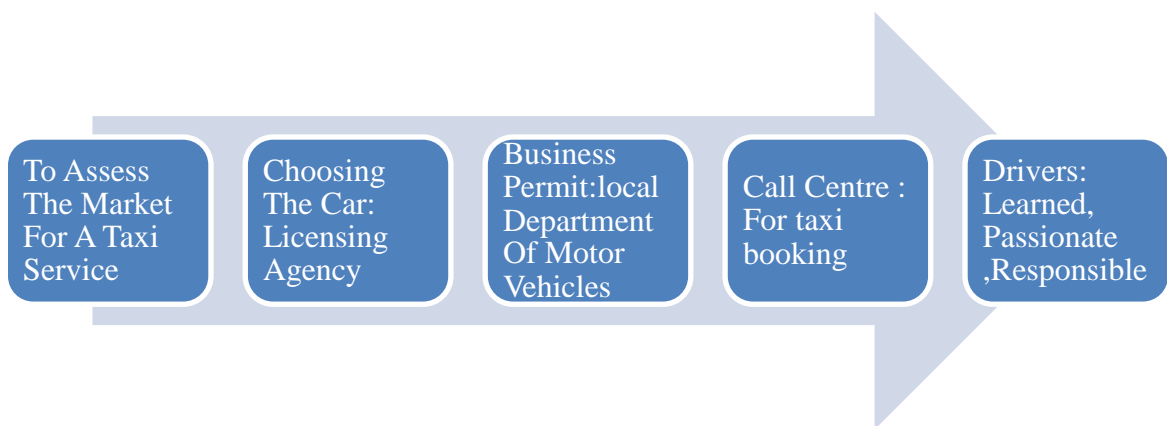 To Assess
The Market
For A Taxi
Service
Choosing
The Car:
Licensing
Agency
Business
Permit:local
Department
Of Motor
Vehicles
Call Centre :
For taxi
booking
Drivers:
Learned,
Passionate
,Responsible